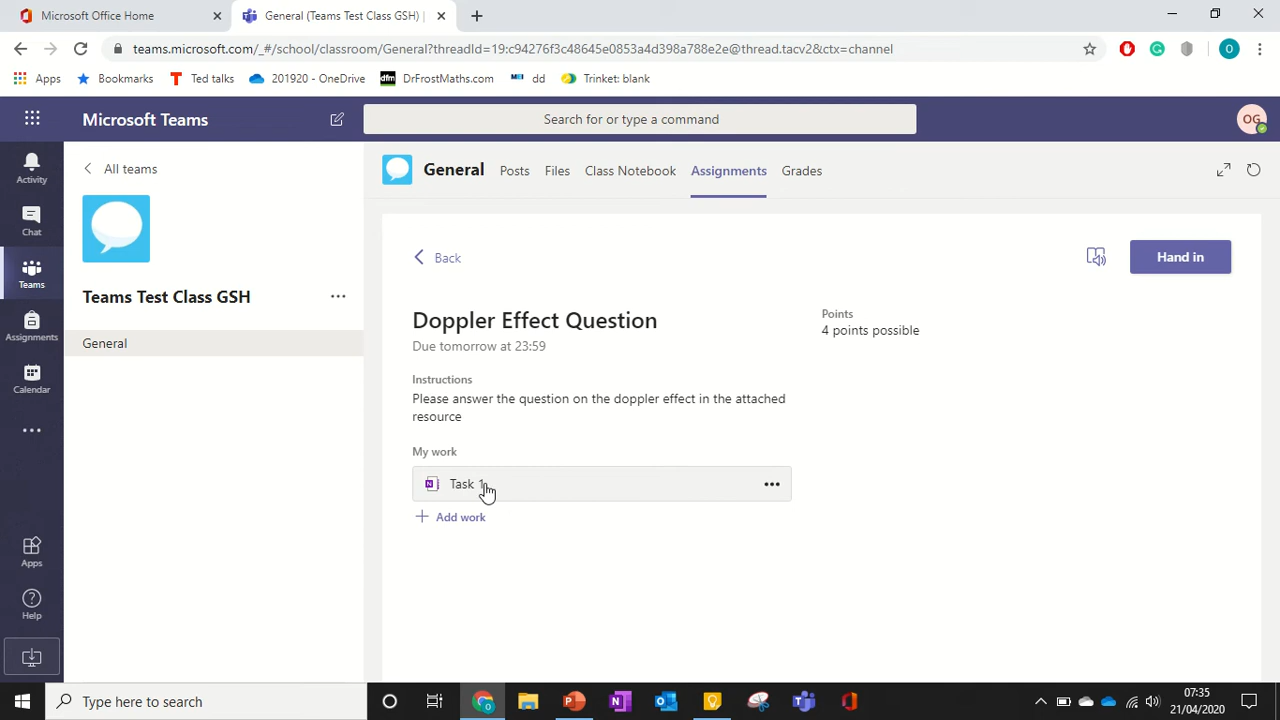 Microsoft Office Home
General (Teams Test Class GSH) |
teams.microsoft.com/_#/school/classroom/General?threadId=19:c94276f3c48645e0853a4d398a788e2e@thread.tacv2&ctx=channel
O
Apps
Bookmarks
Ted talks
201920 - OneDrive
dfm
DrFrostMaths.com
dd
Trinket: blank
Microsoft Teams
Search for or type a command
OG
Activity
Chat
Teams
Assignments
Calendar
Apps
Help
All teams
Teams Test Class GSH
General
General
Posts
Files
Class Notebook
Assignments
Grades
Back
Hand in
Doppler Effect Question
Due tomorrow at 23:59
Points
4 points possible
Instructions
Please answer the question on the doppler effect in the attached
resource
My work
Task 1
Add work
Type here to search
07:35
21/04/2020